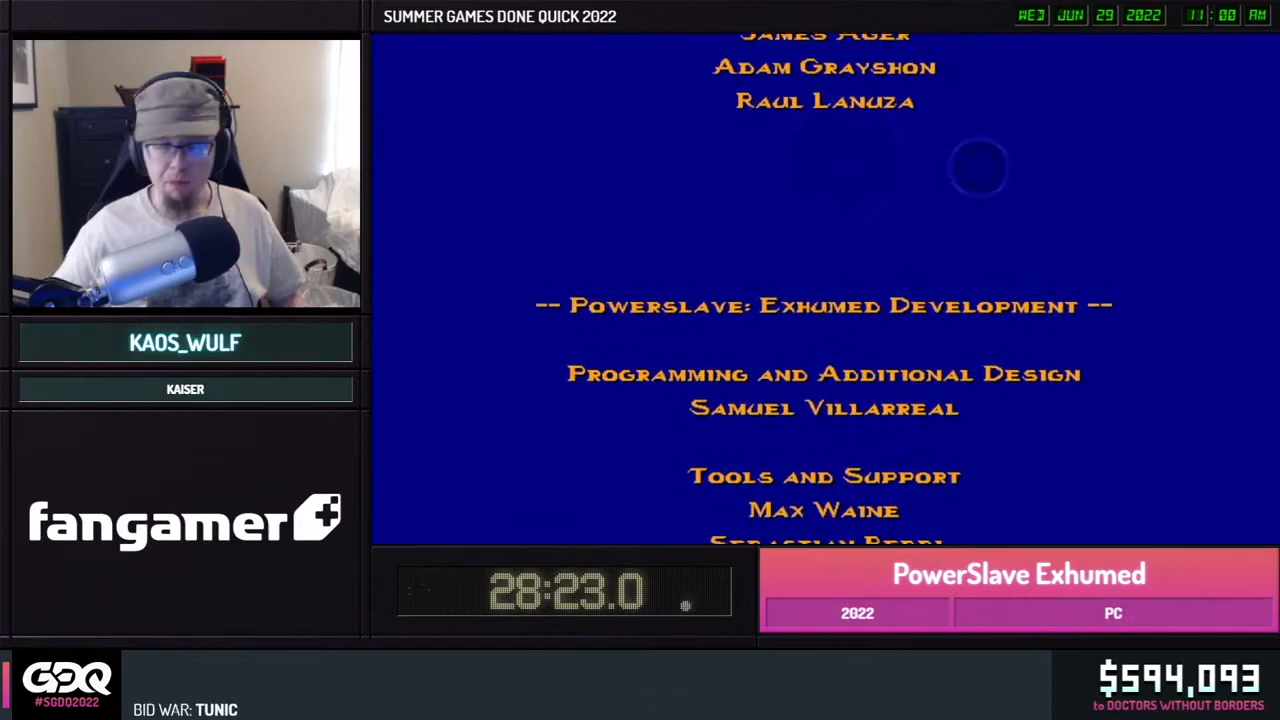 SUMMER GAMES DONE QUICK 2022
WED JUN 29 2022 11:00 AM
JAMES AGER
ADAM GRAYSHON
RAUL LANUZA
-- POWERSLAVE: EXHUMED DEVELOPMENT --
PROGRAMMING AND ADDITIONAL DESIGN
SAMUEL VILLARREAL
TOOLS AND SUPPORT
MAX WAINE
KAOS_WULF
KAISER
fangamer
28:23.0
PowerSlave Exhumed
2022
PC
GDQ
#SGDQ2022
BID WAR: TUNIC
$594,093
to DOCTORS WITHOUT BORDERS